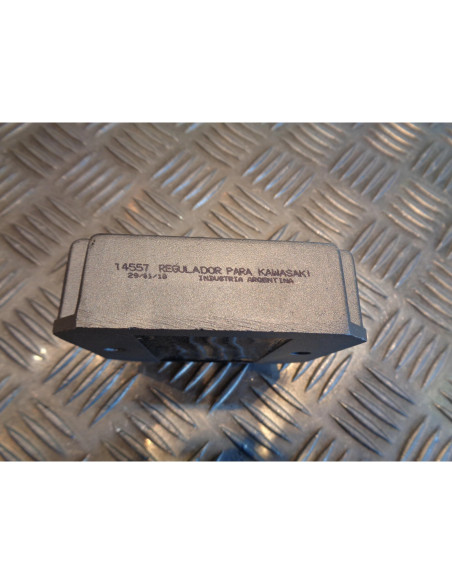 14557 REGULADOR PARA KAWASAKI
29/01/18 INDUSTRIA ARGENTINA